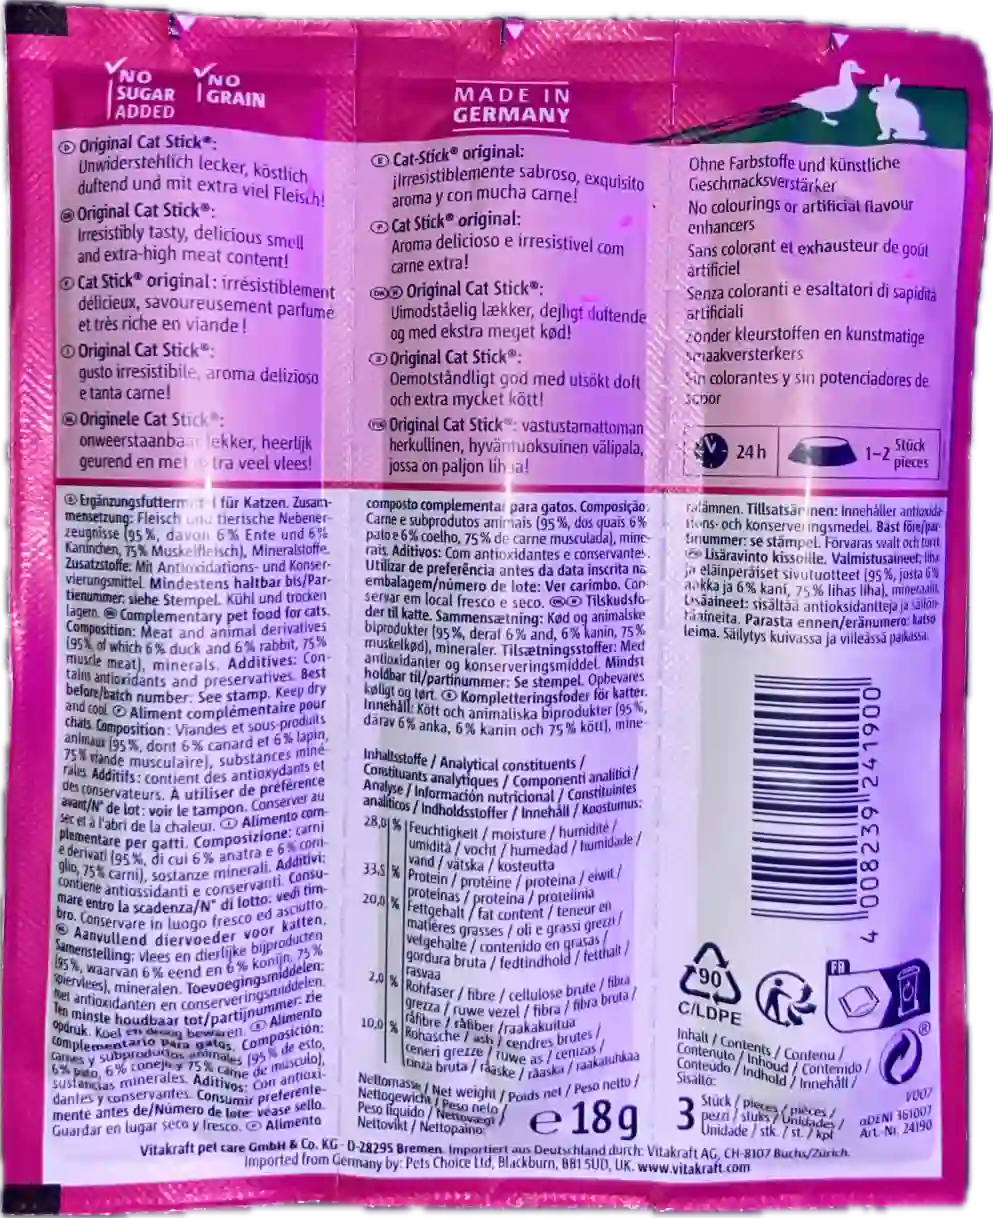 NO
SUGAR
ADDED
NO
GRAIN
MADE IN
GERMANY
D Original Cat Stick®:
Unwiderstehlich lecker, köstlich
duftend und mit extra viel Fleisch!
GB Original Cat Stick®:
Irresistibly tasty, delicious smell
and extra-high meat content!
F Cat Stick® original: irrésistiblement
délicieux, savoureusement parfumé
et très riche en viande!
I Original Cat Stick®:
gusto irresistibile, aroma delizioso
e tanta carne!
NL Originele Cat Stick®:
onweerstaanbaar lekker, heerlijk
geurend en met extra veel vlees!
E Cat-Stick® original:
¡Irresistiblemente sabroso, exquisito
aroma y con mucha carne!
P Cat Stick® original:
Aroma delicioso e irresistível com
carne extra!
DK N Original Cat Stick®:
Uimodståelig lækker, dejligt duftende
og med ekstra meget kød!
S Original Cat Stick®:
Oemotståndligt god med utsökt doft
och extra mycket kött!
FIN Original Cat Stick®: vastustamattoman
herkullinen, hyväntuoksuinen välipala,
jossa on paljon lihaa!
Ohne Farbstoffe und künstliche
Geschmacksverstärker
No colourings or artificial flavour
enhancers
Sans colorant et exhausteur de goût
artificiel
Senza coloranti e esaltatori di sapidità
artificiali
zonder kleurstoffen en kunstmatige
smaakversterkers
Sin colorantes y sin potenciadores de
sabor
24 h
1–2 Stück
pieces
D Ergänzungsfuttermittel für Katzen. Zusam-
mensetzung: Fleisch und tierische Nebener-
zeugnisse (95 %, davon 6 % Ente und 6 %
Kaninchen, 75 % Muskelfleisch), Mineralstoffe.
Zusatzstoffe: Mit Antioxidations- und Konser-
vierungsmittel. Mindestens haltbar bis/Par-
tienummer: siehe Stempel. Kühl und trocken
lagern. GB Complementary pet food for cats.
Composition: Meat and animal derivatives
(95%, of which 6% duck and 6% rabbit, 75%
muscle meat), minerals. Additives: Con-
tains antioxidants and preservatives. Best
before/batch number: See stamp. Keep dry
and cool. F Aliment complémentaire pour
chats. Composition: Viandes et sous-produits
animaux (95%, dont 6% canard et 6% lapin,
75% viande musculaire), substances miné-
rales. Additifs: contient des antioxydants et
des conservateurs. À utiliser de préférence
avant/N° de lot: voir le tampon. Conserver au
sec et à l'abri de la chaleur. I Alimento com-
plementare per gatti. Composizione: carni
e derivati (95%, di cui 6% anatra e 6% coni-
glio, 75% carni), sostanze minerali. Additivi:
contiene antiossidanti e conservanti. Consu-
mare entro la scadenza/N° di lotto: vedi tim-
bro. Conservare in luogo fresco ed asciutto.
NL Aanvullend diervoeder voor katten.
Samenstelling: vlees en dierlijke bijproducten
(95%, waarvan 6% eend en 6% konijn, 75%
spiervlees), mineralen. Toevoegingsmiddelen:
met antioxidanten en conserveringsmiddelen.
Ten minste houdbaar tot/partijnummer: zie
opdruk. Koel en droog bewaren. E Alimento
complementario para gatos. Composición:
Carnes y subproductos animales (95% de esto,
6% pato, 6% conejo y 75% carne de músculo),
sustancias minerales. Aditivos: Con antioxi-
dantes y conservantes. Consumir preferente-
mente antes de/Número de lote: véase sello.
Guardar en lugar seco y fresco. P Alimento
composto complementar para gatos. Composição:
Carne e subprodutos animais (95%, dos quais 6%
pato e 6% coelho, 75% de carne musculada), mine-
rais. Aditivos: Com antioxidantes e conservantes.
Utilizar de preferência antes da data inscrita na
embalagem/número de lote: Ver carimbo. Con-
servar em local fresco e seco. DK N Tilskudsfo-
der til katte. Sammensætning: Kød og animalske
biprodukter (95%, deraf 6% and, 6% kanin, 75%
muskelkød), mineraler. Tilsætningsstoffer: Med
antioxidanter og konserveringsmiddel. Mindst
holdbar til/partinummer: Se stempel. Opbevares
køligt og tørt. S Kompletteringsfoder för katter.
Innehåll: Kött och animaliska biprodukter (95%,
därav 6% anka, 6% kanin och 75% kött), mine-
ralämnen. Tillsatsämnen: Innehåller antioxida-
tions- och konserveringsmedel. Bäst före/par-
tinummer: se stämpel. Förvaras svalt och torrt.
FIN Lisäravinto kissoille. Valmistusaineet: liha
ja eläinperäiset sivutuotteet (95%, josta 6%
ankka ja 6% kani, 75% lihas liha), mineraalit.
Lisäaineet: sisältää antioksidantteja ja säilön-
täaineita. Parasta ennen/eränumero: katso
leima. Säilytys kuivassa ja viileässä paikassa.
Inhaltsstoffe / Analytical constituents /
Constituants analytiques / Componenti analitici /
Analyse / Información nutricional / Constituintes
analíticos / Indholdsstoffer / Innehåll / Koostumus:
28,0 % Feuchtigkeit / moisture / humidité /
umidità / vocht / humedad / humidade /
vand / vätska / kosteutta
33,5 % Protein / protéine / proteina / eiwit /
proteínas / proteína / proteiinia
20,0 % Fettgehalt / fat content / teneur en
matières grasses / oli e grassi grezzi /
vetgehalte / contenido en grasas /
gordura bruta / fedtindhold / fetthalt /
rasvaa
2,0 % Rohfaser / fibre / cellulose brute / fibra
grezza / ruwe vezel / fibra / fibra bruta /
råfibre / råfiber / raakakuitua
10,0 % Rohasche / ash / cendres brutes /
ceneri grezze / ruwe as / cenizas /
cinza bruta / råaske / råaska / raakatuhkaa
Nettomasse / Net weight / Poids net / Peso netto /
Nettogewicht / Peso neto /
Peso líquido / Nettovægt /
Nettovikt / Nettopaino:
e 18g
4 008239 241900
90
C/LDPE
FR
Inhalt / Contents / Contenu /
Contenuto / Inhoud / Contenido /
Conteúdo / Indhold / Innehåll /
Sisältö:
3 Stück / pieces / pièces /
pezzi / stuks / Unidades /
Unidade / stk. / st. / kpl
®
V007
αDENI 361007
Art.-Nr. 24190
Vitakraft pet care GmbH & Co. KG · D-28295 Bremen. Importiert aus Deutschland durch: Vitakraft AG, CH-8107 Buchs/Zürich.
Imported from Germany by: Pets Choice Ltd, Blackburn, BB1 5UD, UK. www.vitakraft.com